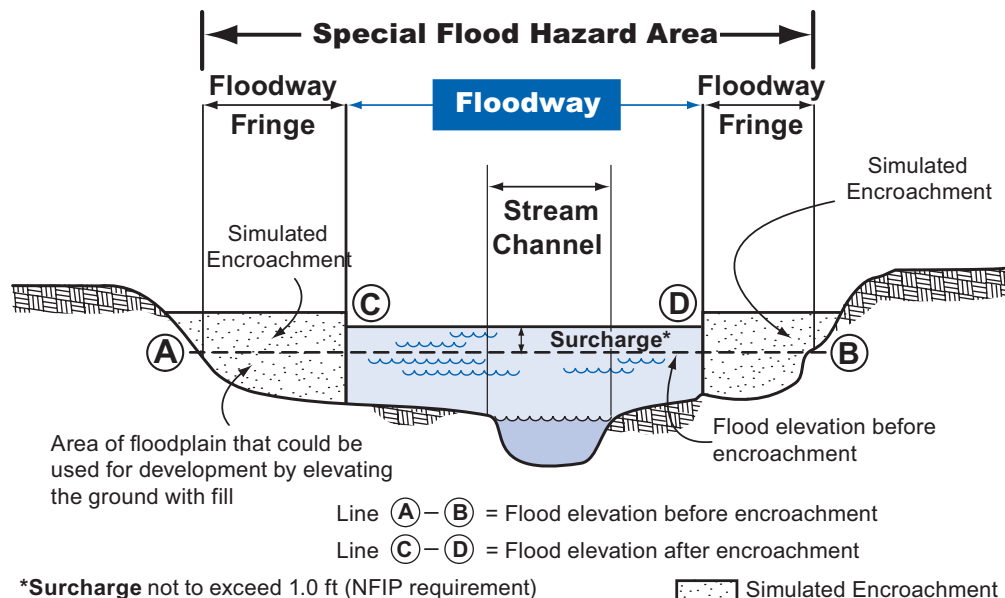 Special Flood Hazard Area
Floodway
Fringe
Floodway
Floodway
Fringe
Stream
Channel
Simulated
Encroachment
Simulated
Encroachment
C
D
A
Surcharge*
B
Area of floodplain that could be
used for development by elevating
the ground with fill
Flood elevation before
encroachment
Line A – B = Flood elevation before encroachment
Line C – D = Flood elevation after encroachment
*Surcharge not to exceed 1.0 ft (NFIP requirement)
Simulated Encroachment